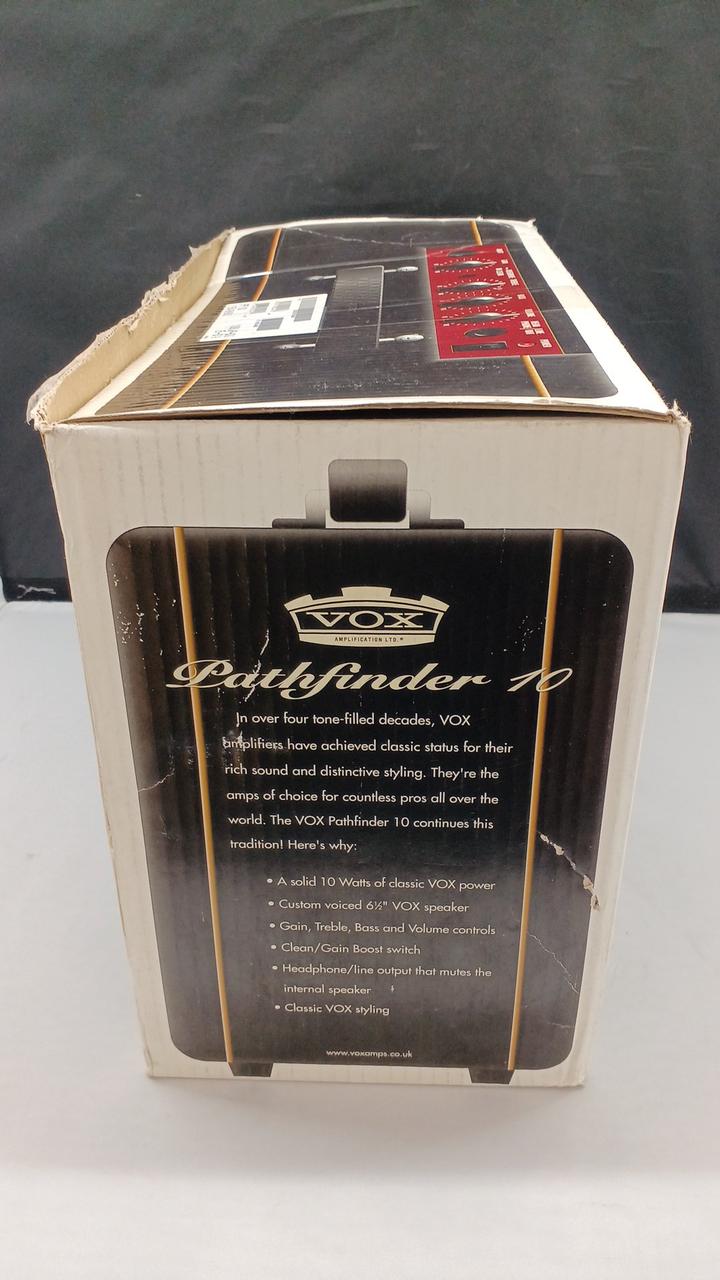 VOX
AMPLIFICATION LTD.®
Pathfinder 10
In over four tone-filled decades, VOX
amplifiers have achieved classic status for their
rich sound and distinctive styling. They're the
amps of choice for countless pros all over the
world. The VOX Pathfinder 10 continues this
tradition! Here's why:
• A solid 10 Watts of classic VOX power
• Custom voiced 6½" VOX speaker
• Gain, Treble, Bass and Volume controls
• Clean/Gain Boost switch
• Headphone/line output that mutes the
internal speaker
• Classic VOX styling
www.voxamps.co.uk